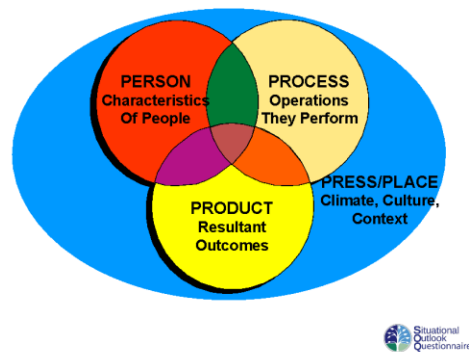 PERSON
Characteristics
Of People
PROCESS
Operations
They Perform
PRESS/PLACE
Climate, Culture,
Context
PRODUCT
Resultant
Outcomes
Situational
Outlook
Questionnaire